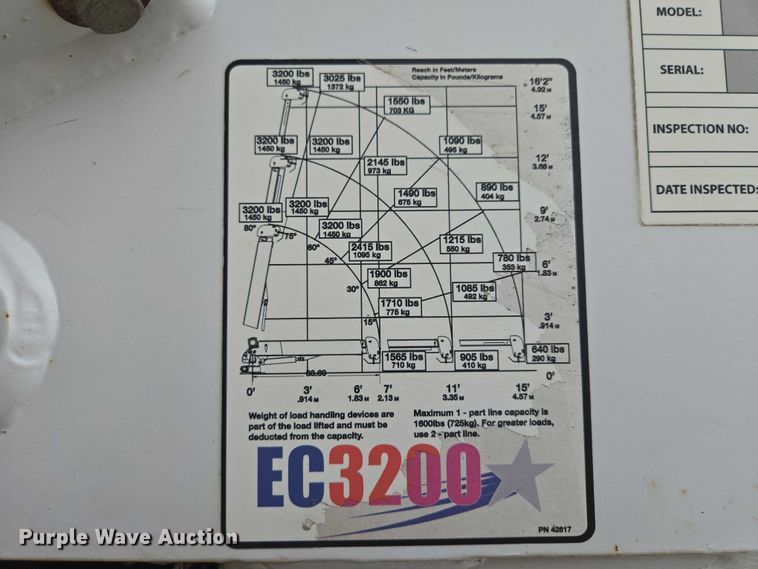 MODEL:
SERIAL:
INSPECTION NO:
DATE INSPECTED:
Reach in Feet/Meters
Capacity in Pounds/Kilograms
3200 lbs
1450 kg
3025 lbs
1372 kg
16'2"
4.92 M
1550 lbs
703 KG
15'
4.57 M
3200 lbs
1450 kg
3200 lbs
1450 kg
1090 lbs
495 kg
12'
3.66 M
2145 lbs
973 kg
1490 lbs
675 kg
890 lbs
404 kg
3200 lbs
1450 kg
3200 lbs
1450 kg
9'
2.74 M
80°
75°
60°
3200 lbs
1450 kg
2415 lbs
1095 kg
1215 lbs
550 kg
45°
780 lbs
353 kg
6'
1.83 M
1900 lbs
862 kg
30°
1085 lbs
492 kg
1710 lbs
775 kg
15°
3'
.914 M
1565 lbs
710 kg
905 lbs
410 kg
640 lbs
290 kg
0'
0'
3'
.914 M
6'
1.83 M
7'
2.13 M
11'
3.35 M
15'
4.57 M
Weight of load handling devices are
part of the load lifted and must be
deducted from the capacity.
Maximum 1 - part line capacity is
1600lbs (725kg). For greater loads,
use 2 - part line.
EC3200
PN 42817
Purple Wave Auction